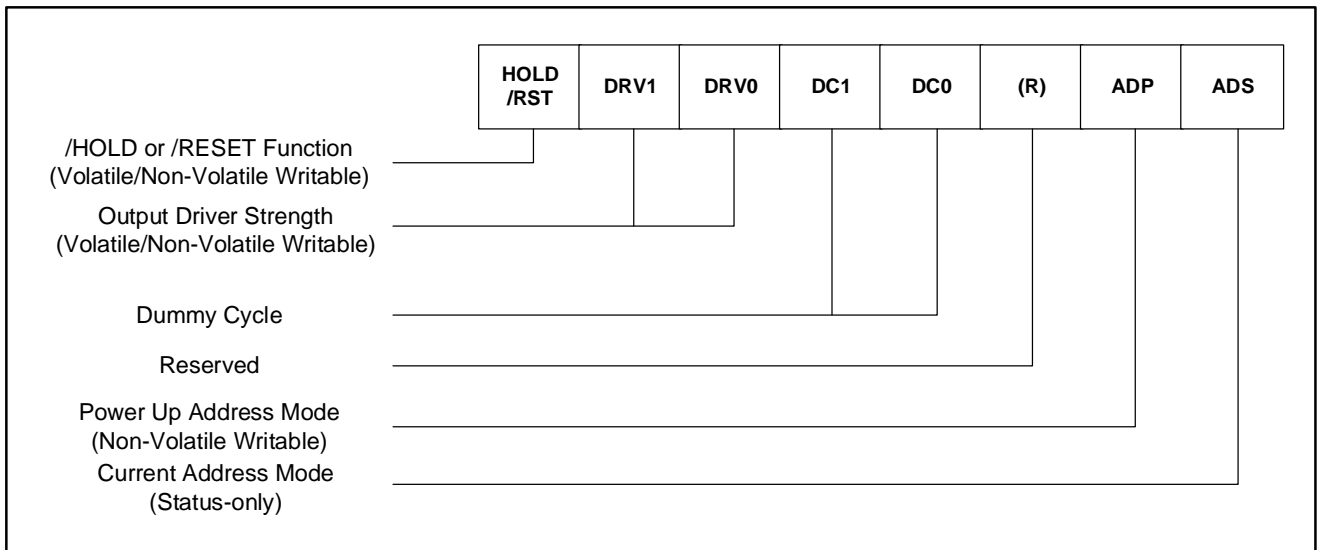 HOLD
/RST
DRV1
DRV0
DC1
DC0
(R)
ADP
ADS
/HOLD or /RESET Function
(Volatile/Non-Volatile Writable)
Output Driver Strength
(Volatile/Non-Volatile Writable)
Dummy Cycle
Reserved
Power Up Address Mode
(Non-Volatile Writable)
Current Address Mode
(Status-only)